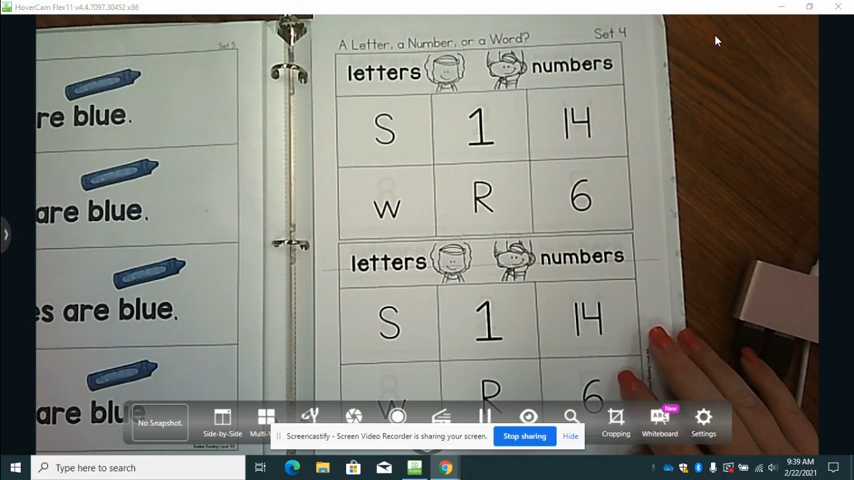 HoverCam Flex11 v4.4.7097.30452 x86
Set 5
re blue.
are blue.
es are blue.
are blue.
A Letter, a Number, or a Word?
Set 4
letters
numbers
S
1
14
w
R
6
letters
numbers
S
1
14
w
R
6
No Snapshot.
Side-by-Side
Cropping
New
ABC
Whiteboard
Settings
Screencastify - Screen Video Recorder is sharing your screen.
Stop sharing
Hide
Type here to search
9:39 AM
2/22/2021